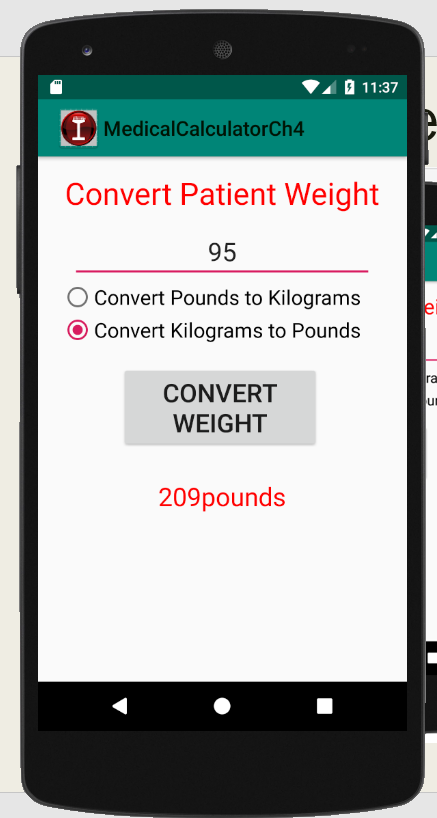 11:37
MedicalCalculatorCh4
Convert Patient Weight
95
Convert Pounds to Kilograms
Convert Kilograms to Pounds
CONVERT
WEIGHT
209pounds